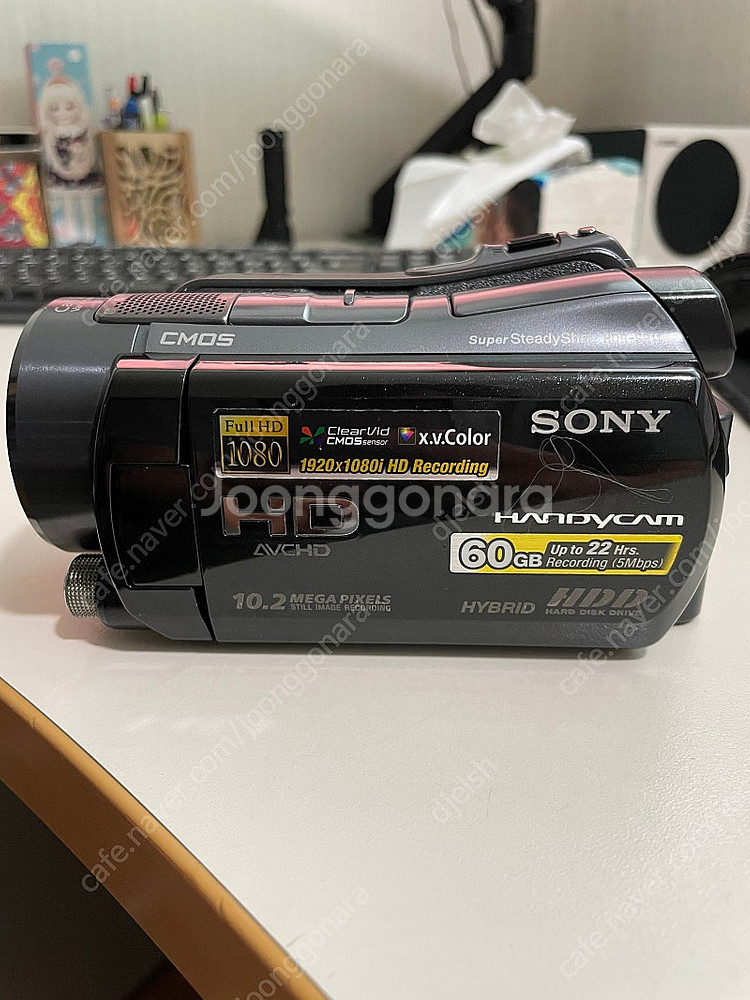 CMOS
Super SteadySh
Full HD
1080
ClearVid
CMOS sensor
x.v.Color
1920x1080i HD Recording
SONY
Joonggonara
HD
AVCHD
HANDYCAM
60GB
Up to 22 Hrs.
Recording (5Mbps)
10.2 MEGA PIXELS
STILL IMAGE RECORDING
HYBRID
HDD
HARD DISK DRIVE
cafe.naver.com/joonggonara
djelsh